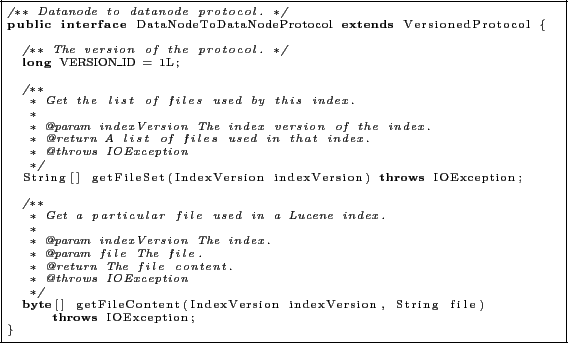 /** Datanode to datanode protocol. */
public interface DataNodeToDataNodeProtocol extends VersionedProtocol {
/** The version of the protocol. */
long VERSION_ID = 1L;
/**
* Get the list of files used by this index.
*
* @param indexVersion The index version of the index.
* @return A list of files used in that index.
* @throws IOException
*/
String[] getFileSet(IndexVersion indexVersion) throws IOException;
/**
* Get a particular file used in a Lucene index.
*
* @param indexVersion The index.
* @param file The file.
* @return The file content.
* @throws IOException
*/
byte[] getFileContent(IndexVersion indexVersion, String file)
throws IOException;
}